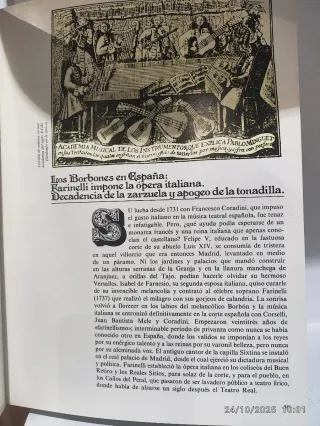 ACADEMIA MUSICAL DE LOS INSTRUMENTOS QUE EXPLICA PABLO MINGUET
Los Borbones en España:
Farinelli impone la ópera italiana.
Decadencia de la zarzuela y apogeo de la tonadilla.
SU lucha desde 1731 con Francesco Coradini, que impuso
el gusto italiano en la música teatral española, fue tenaz
e infatigable. Pero, ¿qué ayuda podía esperarse de un
monarca francés y una reina italiana que apenas cono-
cían el castellano? Felipe V, educado en la fastuosa
corte de su abuelo Luis XIV, se consumía de tristeza
en aquel villorrio que era entonces Madrid, levantado en medio
de un páramo. Ni los jardines y palacios que mandó construir
en las alturas serranas de la Granja y en la llanura manchega de
Aranjuez, a orillas del Tajo, podían hacerle olvidar su hermoso
Versalles. Isabel de Farnesio, su segunda esposa italiana, quiso curarle
de su invencible melancolía y contrató al célebre soprano Farinelli
(1737) que realizó el milagro con sus gorjeos de calandria. La sonrisa
volvió a florecer en los labios del melancólico Borbón y la música
italiana se entronizó definitivamente en la corte española con Corselli,
Juan Bautista Mele y Coradini. Empezaron veintitrés años de
«farinelismo»; interminable período de privanza como nunca se había
conocido en España, donde los validos se imponían a los reyes
por su enérgico talento y a las reinas por su varonil belleza, pero nunca
por su afeminada voz. El antiguo cantor de la capilla Sixtina se instaló
en el real palacio de Madrid, desde el cual ejerció su dictadura musical
y política. Farinelli estableció la ópera italiana en los coliseos del Buen
Retiro y los Reales Sitios, para solaz de la corte, y para el pueblo, en
los Caños del Peral, que pasaron de ser lavadero público a teatro lírico,
donde había de alzarse un siglo después el Teatro Real.
24/10/2025 10:01